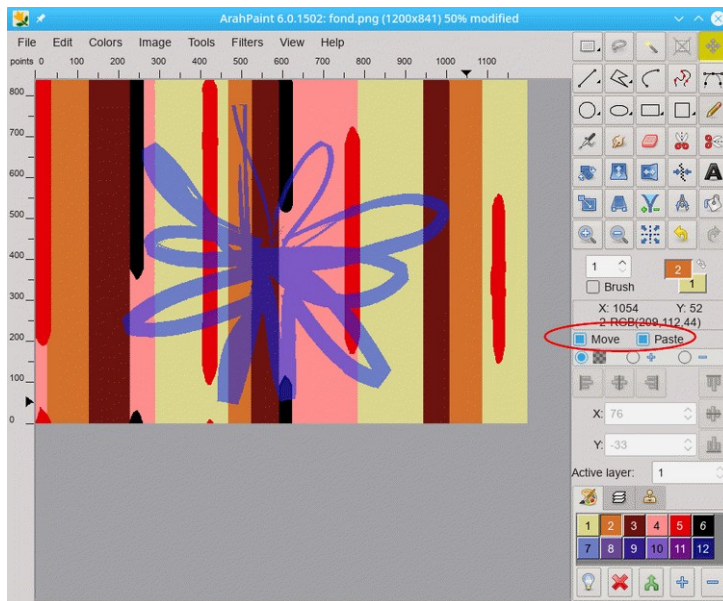 ArahPaint 6.0.1502: fond.png (1200x841) 50% modified
File Edit Colors Image Tools Filters View Help
points 0 100 200 300 400 500 600 700 800 900 1000 1100
800
700
600
500
400
300
200
100
0
A
1
2
Brush
1
X: 1054 Y: 52
2 RGB(209,112,44)
Move Paste
X: 76
Y: -33
Active layer: 1
1 2 3 4 5 6
7 8 9 10 11 12